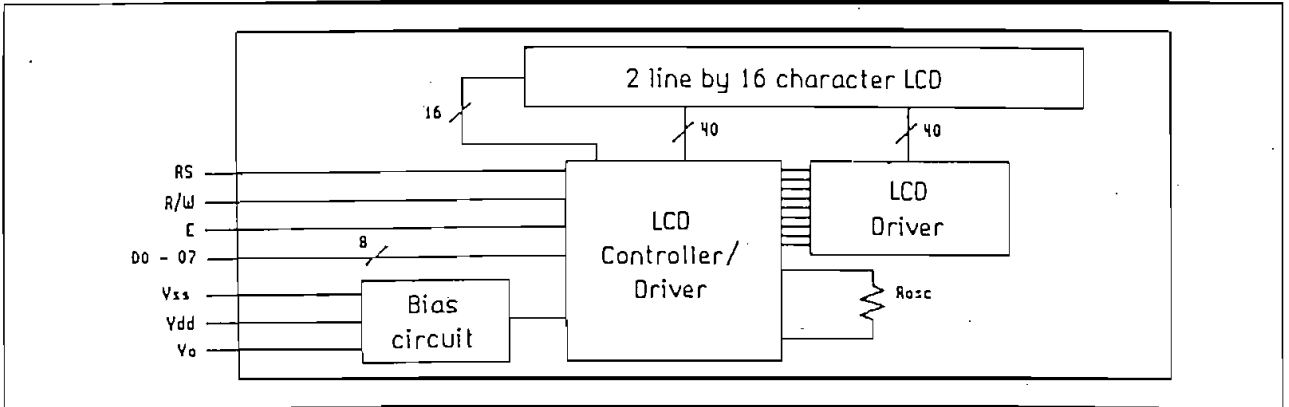 2 line by 16 character LCD
16
40
40
RS
R/W
E
8
D0 - 07
Vss
Vdd
Vo
Bias
circuit
LCD
Controller/
Driver
LCD
Driver
Rosc